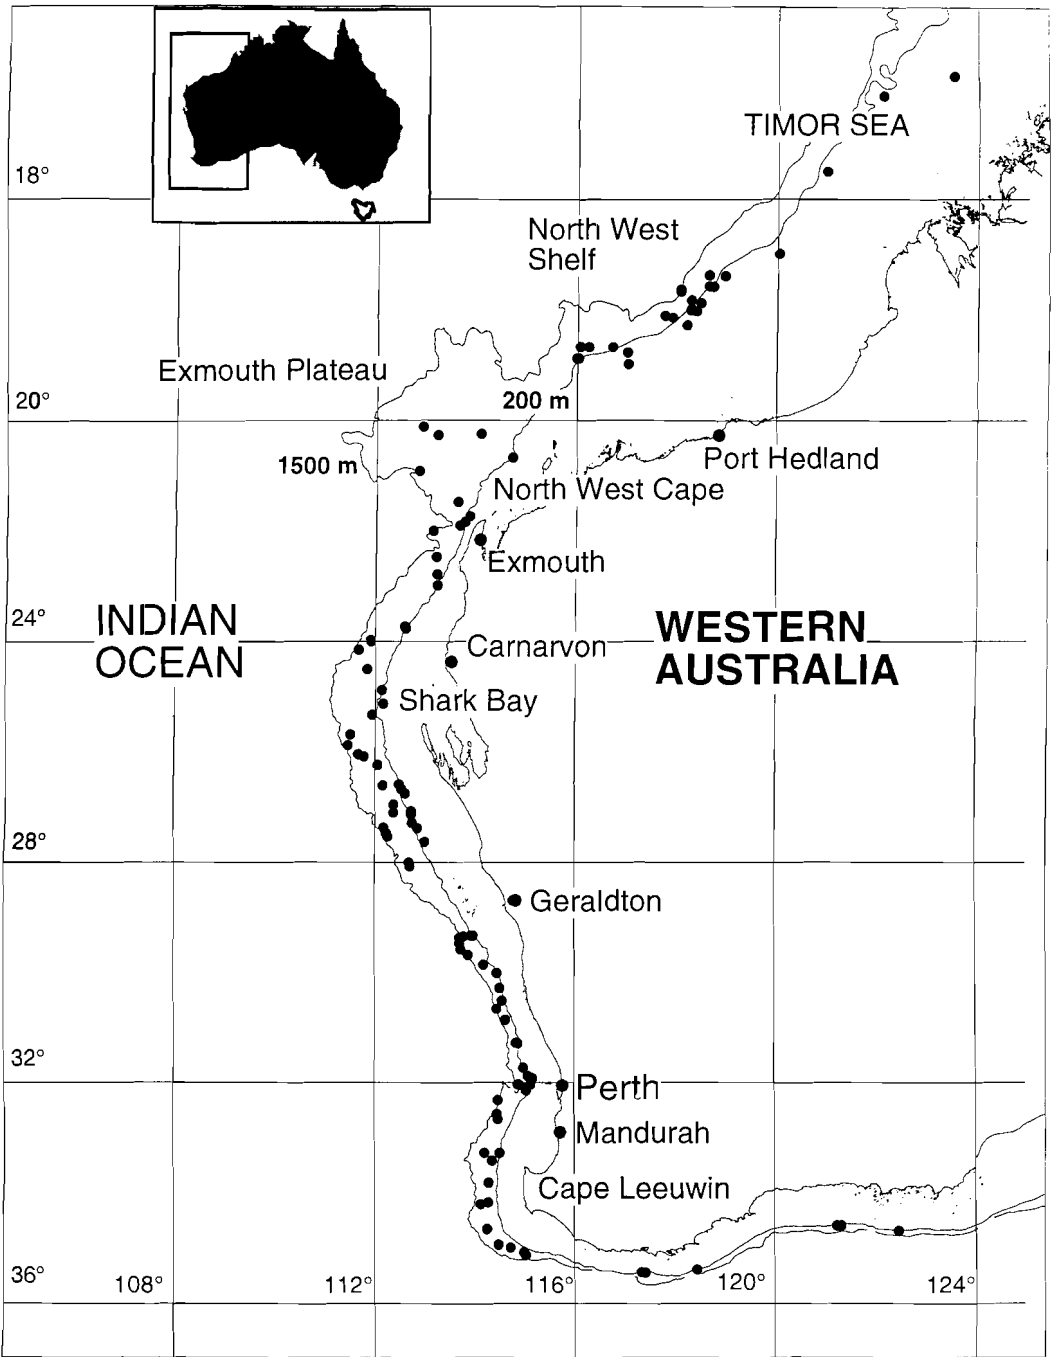 TIMOR SEA
18°
North West
Shelf
Exmouth Plateau
200 m
20°
Port Hedland
1500 m
North West Cape
Exmouth
24°
INDIAN
OCEAN
WESTERN
AUSTRALIA
Carnarvon
Shark Bay
28°
Geraldton
32°
Perth
Mandurah
Cape Leeuwin
36°
108°
112°
116°
120°
124°